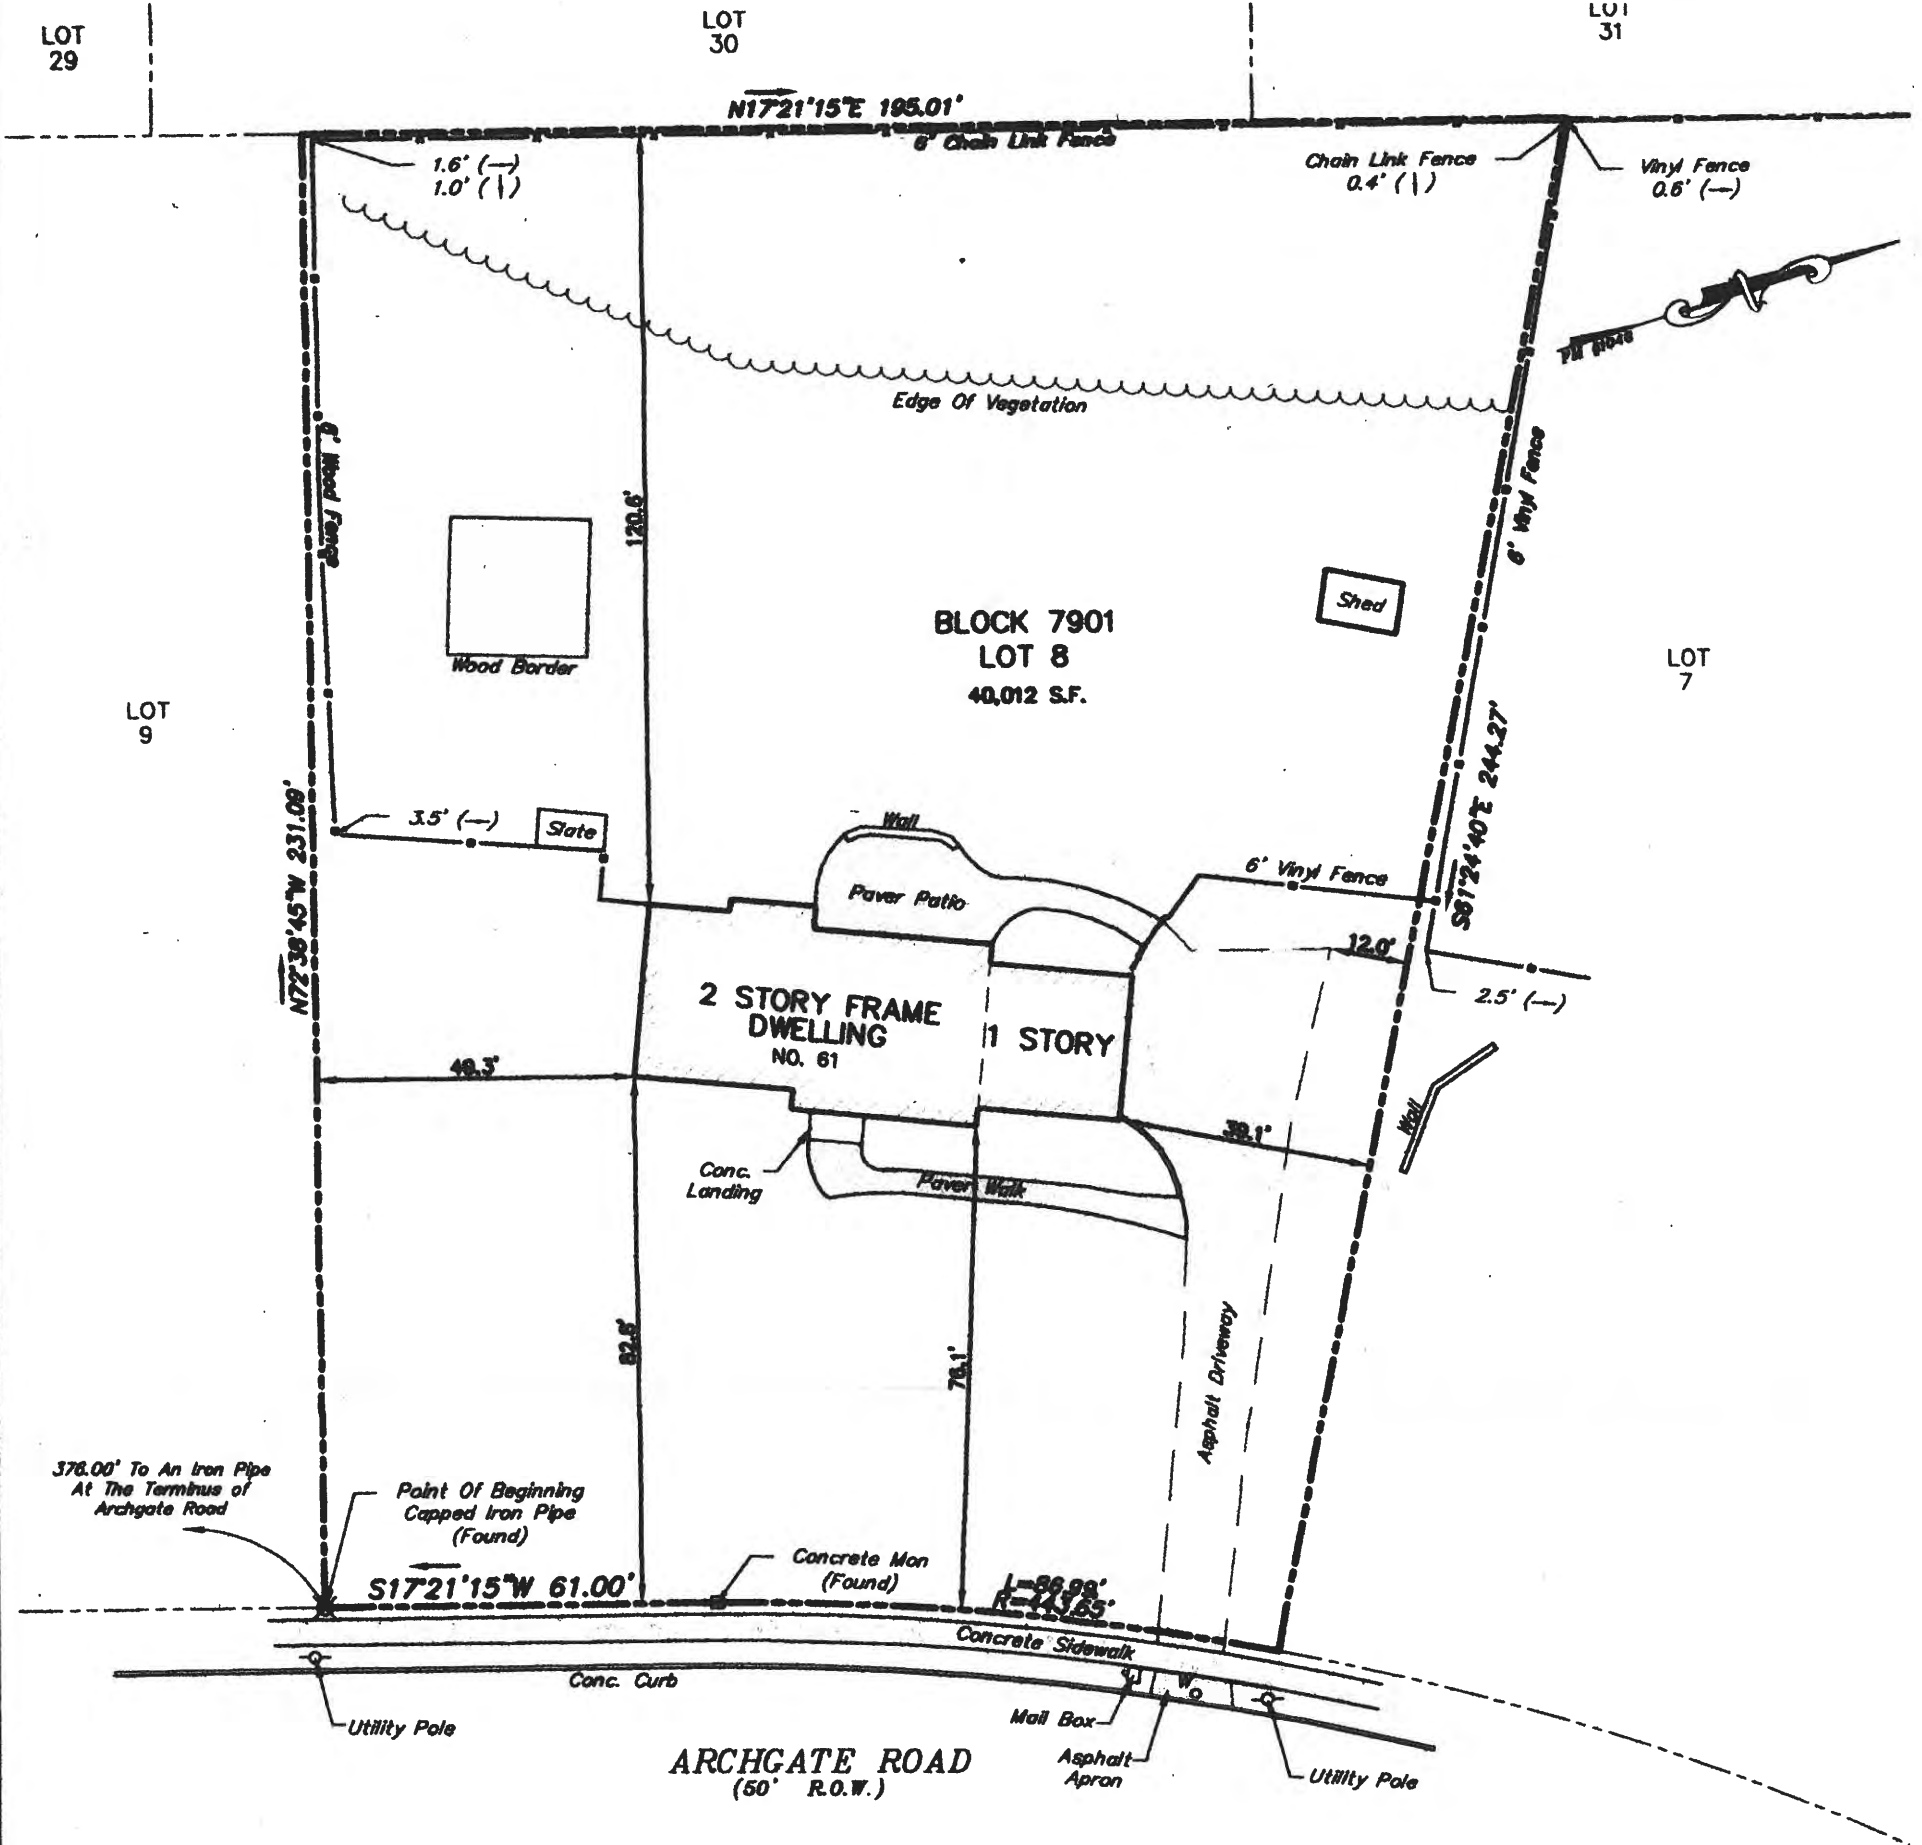 LOT
29
LOT
30
LOT
31
N17°21'15"E 195.01'
6' Chain Link Fence
1.6' (—)
1.0' (|)
Chain Link Fence
0.4' (|)
Vinyl Fence
0.6' (—)
PM 61046
Edge Of Vegetation
6' Wood Fence
120.6'
6' Vinyl Fence
Wood Border
BLOCK 7901
LOT 8
40,012 S.F.
Shed
LOT
7
LOT
9
N72°38'45"W 231.09'
S61°24'40"E 244.27'
3.5' (—)
Slate
Wall
Paver Patio
6' Vinyl Fence
12.0'
2.5' (—)
2 STORY FRAME
DWELLING
NO. 61
1 STORY
49.3'
39.1'
Wall
Conc.
Landing
Paver Walk
82.6'
76.1'
Asphalt Driveway
376.00' To An Iron Pipe
At The Terminus of
Archgate Road
Point Of Beginning
Capped Iron Pipe
(Found)
S17°21'15"W 61.00'
Concrete Mon
(Found)
L=86.99'
R=443.65'
Concrete Sidewalk
Conc. Curb
W
Utility Pole
Mail Box
Asphalt
Apron
Utility Pole
ARCHGATE ROAD
(50' R.O.W.)